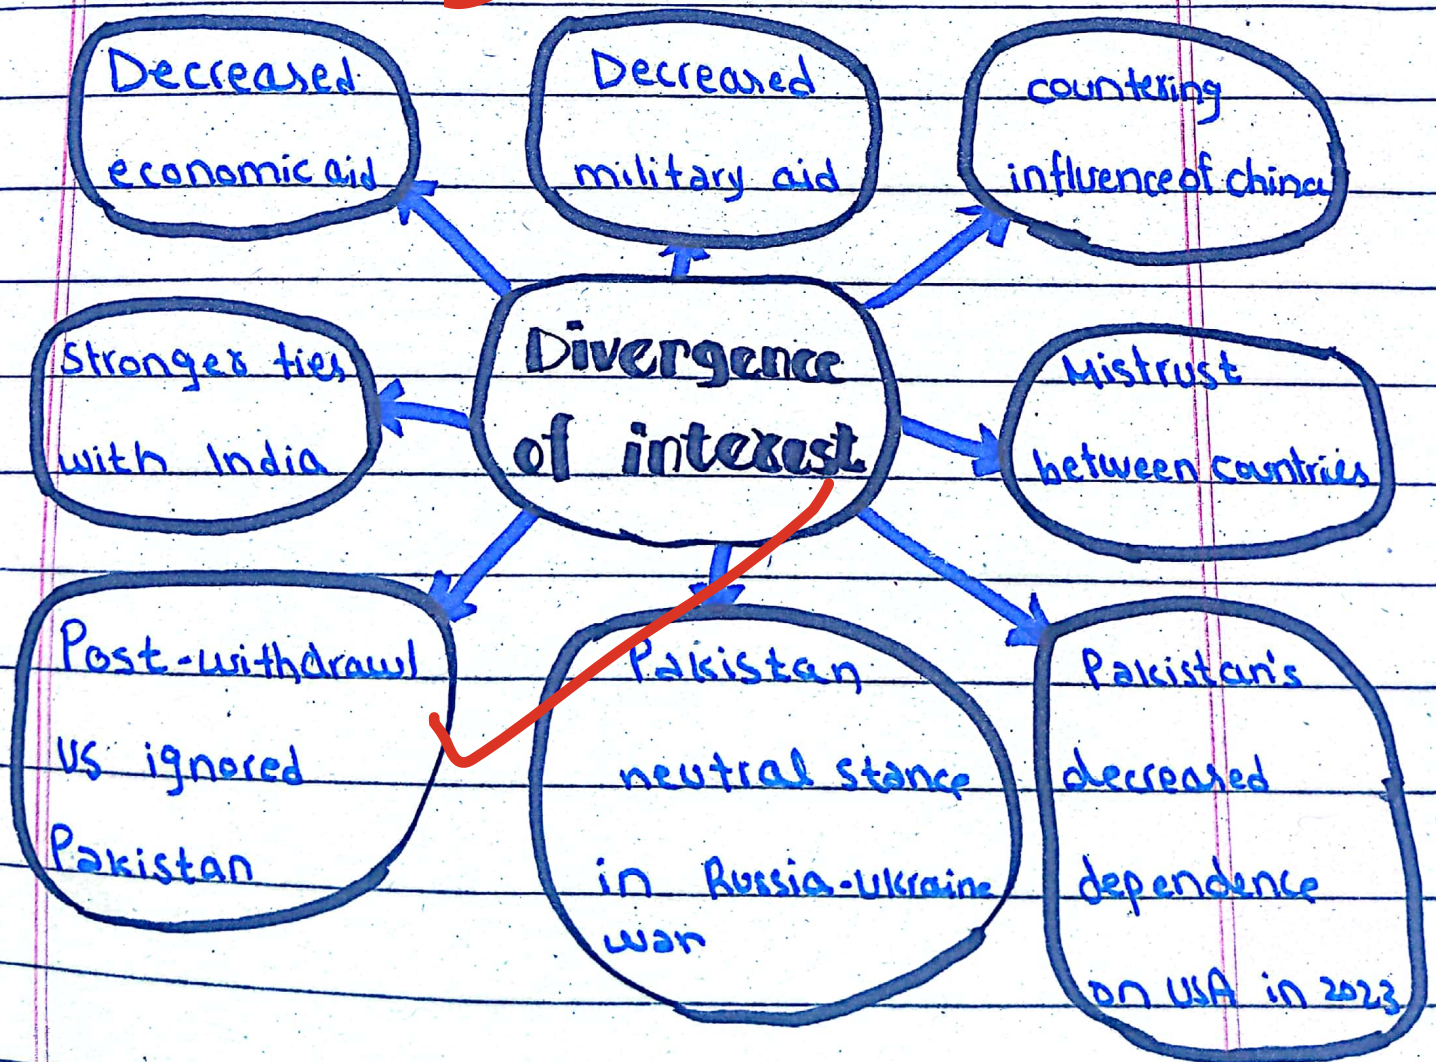 Decreased
economic aid
Decreased
military aid
countering
influence of china
Stronger ties
with India
Divergence
of interest
Mistrust
between countries
Post-withdrawl
US ignored
Pakistan
Pakistan
neutral stance
in Russia-Ukraine
war
Pakistan's
decreased
dependence
on USA in 2023